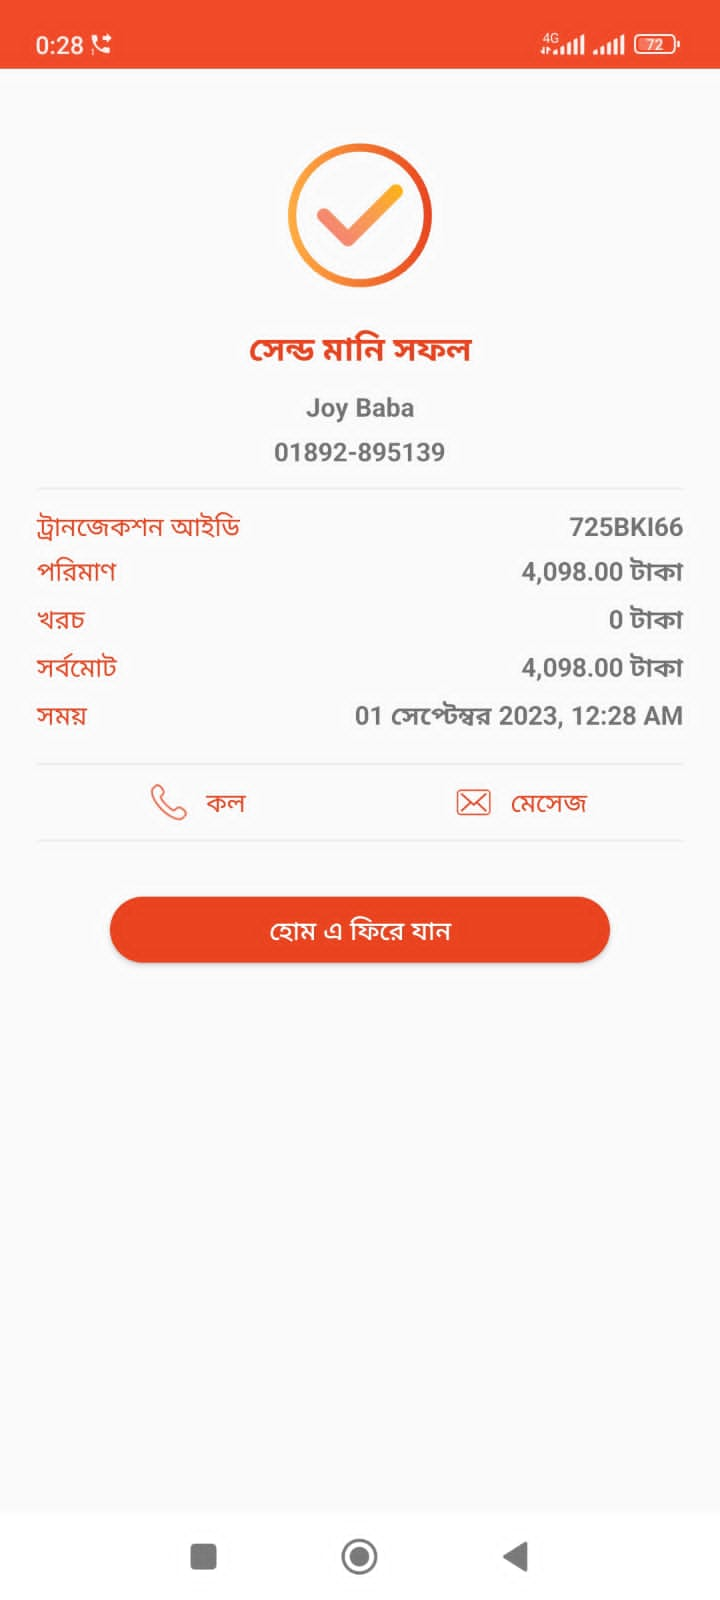 0:28
4G
72
সেন্ড মানি সফল
Joy Baba
01892-895139
ট্রানজেকশন আইডি 725BKI66
পরিমাণ 4,098.00 টাকা
খরচ 0 টাকা
সর্বমোট 4,098.00 টাকা
সময় 01 সেপ্টেম্বর 2023, 12:28 AM
কল মেসেজ
হোম এ ফিরে যান